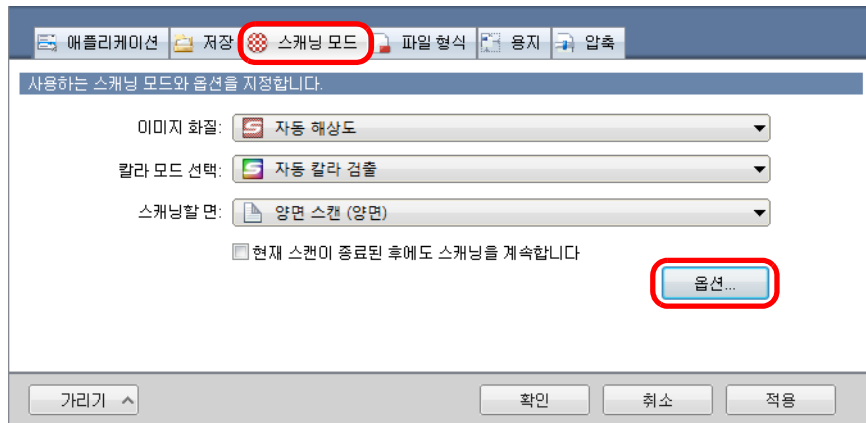 애플리케이션 저장 스캐닝 모드 파일 형식 용지 압축
사용하는 스캐닝 모드와 옵션을 지정합니다.
이미지 화질: 자동 해상도
칼라 모드 선택: 자동 칼라 검출
스캐닝할 면: 양면 스캔 (양면)
현재 스캔이 종료된 후에도 스캐닝을 계속합니다
옵션...
가리기 확인 취소 적용